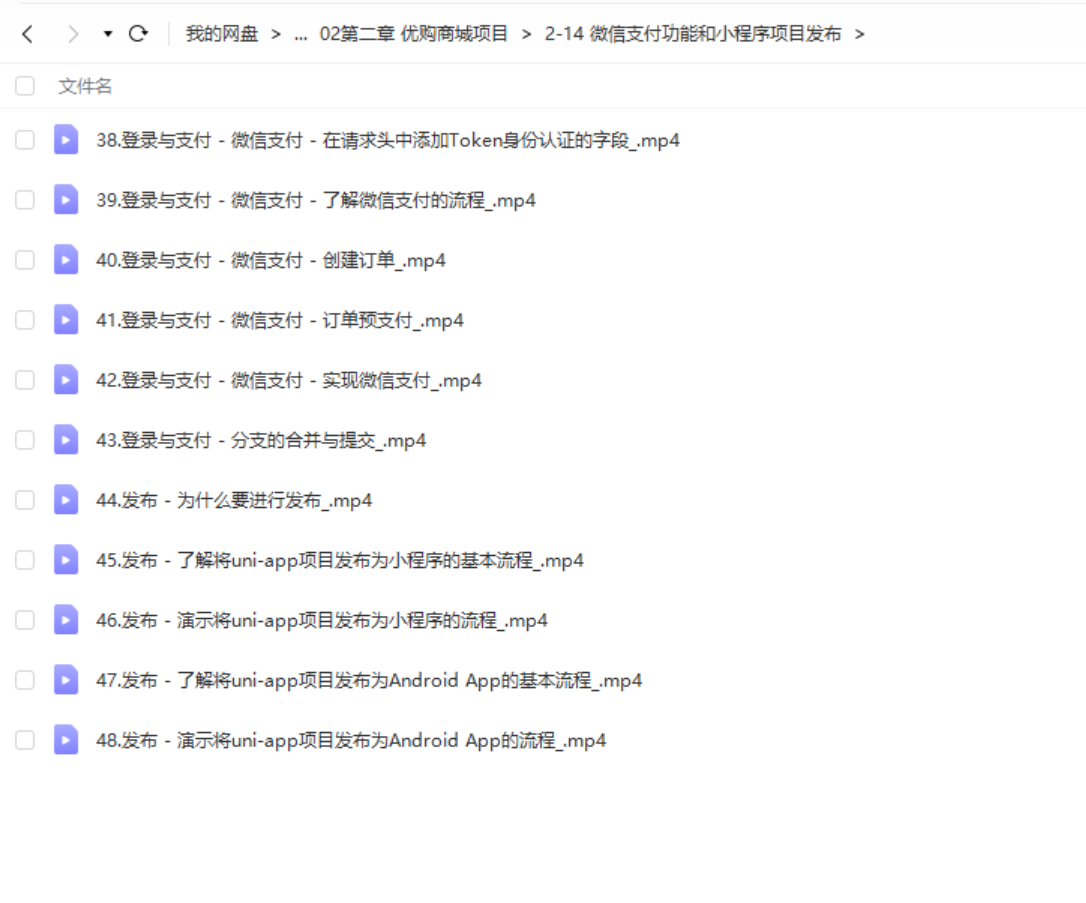 我的网盘 > ... 02第二章 优购商城项目 > 2-14 微信支付功能和小程序项目发布 >
文件名
38.登录与支付 - 微信支付 - 在请求头中添加Token身份认证的字段_.mp4
39.登录与支付 - 微信支付 - 了解微信支付的流程_.mp4
40.登录与支付 - 微信支付 - 创建订单_.mp4
41.登录与支付 - 微信支付 - 订单预支付_.mp4
42.登录与支付 - 微信支付 - 实现微信支付_.mp4
43.登录与支付 - 分支的合并与提交_.mp4
44.发布 - 为什么要进行发布_.mp4
45.发布 - 了解将uni-app项目发布为小程序的基本流程_.mp4
46.发布 - 演示将uni-app项目发布为小程序的流程_.mp4
47.发布 - 了解将uni-app项目发布为Android App的基本流程_.mp4
48.发布 - 演示将uni-app项目发布为Android App的流程_.mp4